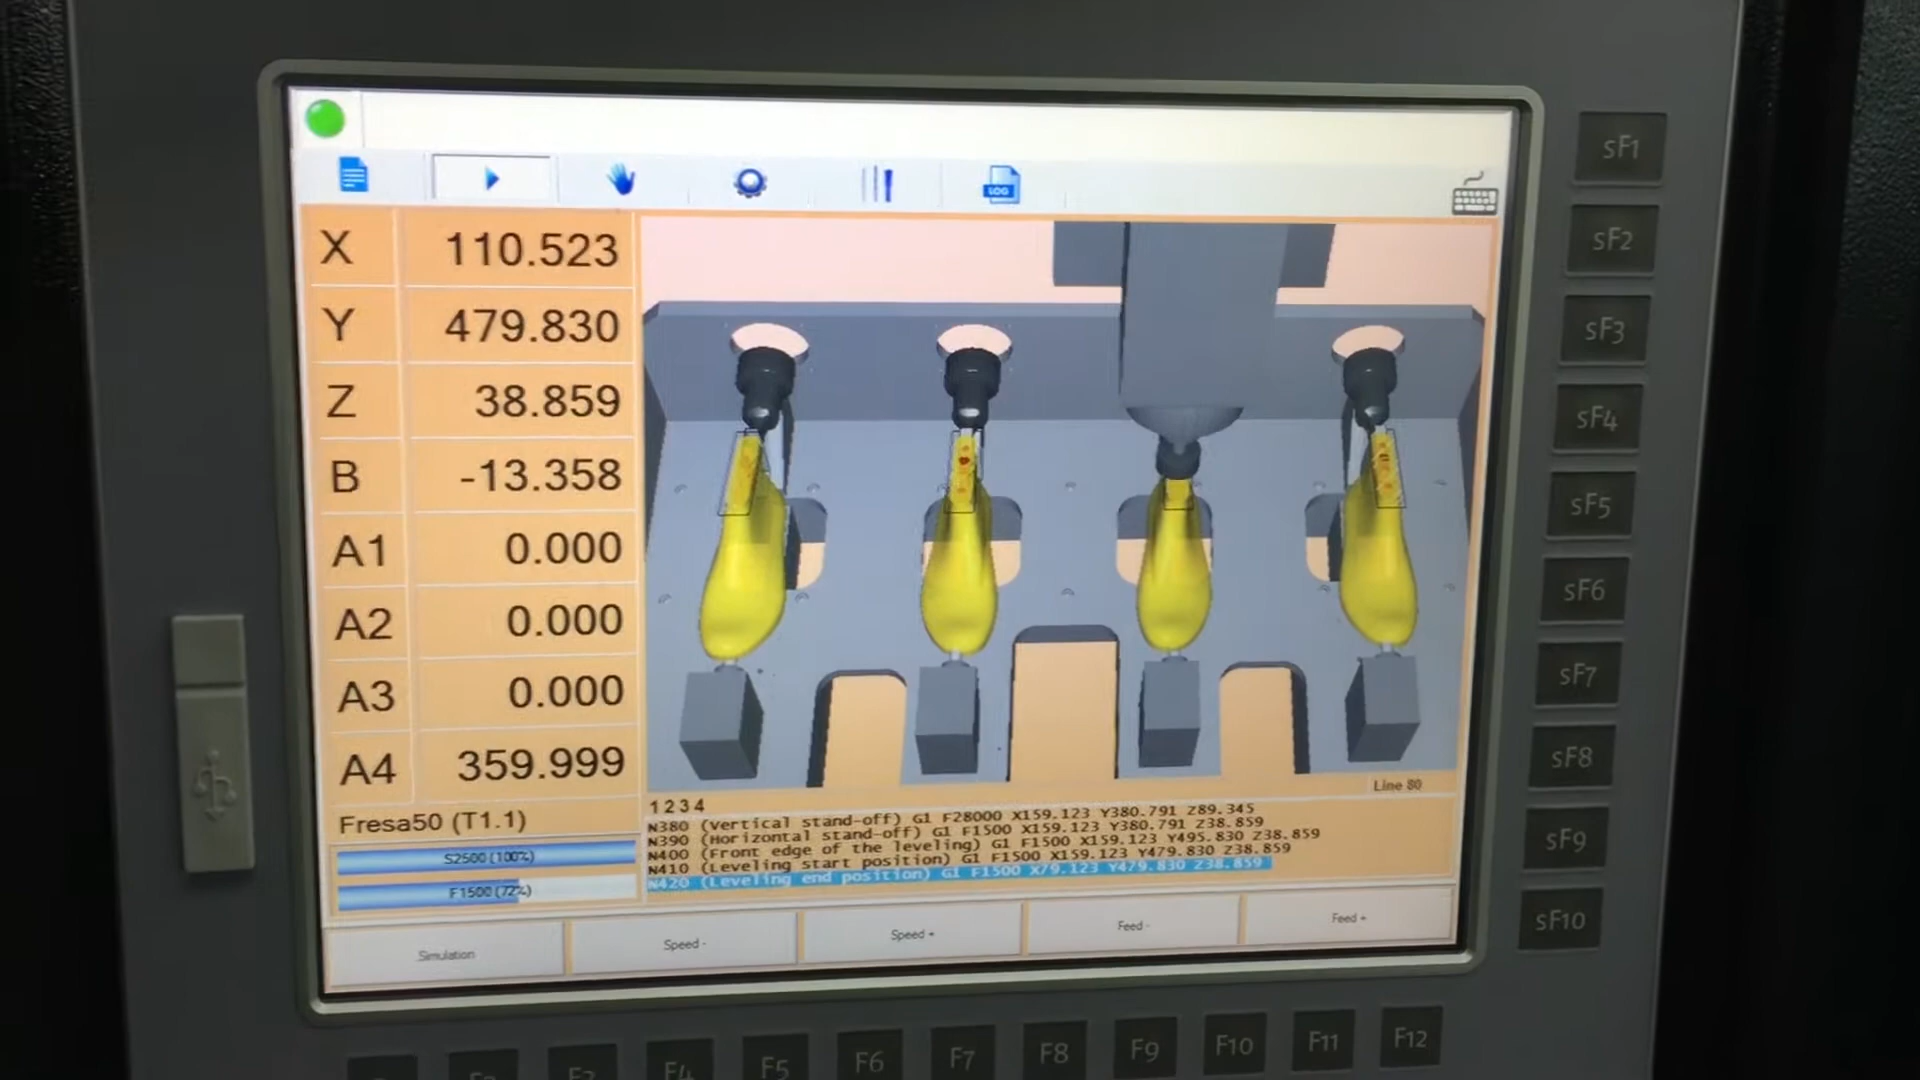 LOG
X 110.523
Y 479.830
Z 38.859
B -13.358
A1 0.000
A2 0.000
A3 0.000
A4 359.999
Fresa50 (T1.1)
S2500 (100%)
F1500 (72%)
Line 80
1 2 3 4
N380 (Vertical stand-off) G1 F28000 X159.123 Y380.791 Z89.345
N390 (Horizontal stand-off) G1 F1500 X159.123 Y380.791 Z38.859
N400 (Front edge of the leveling) G1 F1500 X159.123 Y495.830 Z38.859
N410 (Leveling start position) G1 F1500 X159.123 Y479.830 Z38.859
N420 (Leveling end position) G1 F1500 X79.123 Y479.830 Z38.859
Simulation
Speed -
Speed +
Feed -
Feed +
sF1
sF2
sF3
sF4
sF5
sF6
sF7
sF8
sF9
sF10
F4
F5
F6
F7
F8
F9
F10
F11
F12